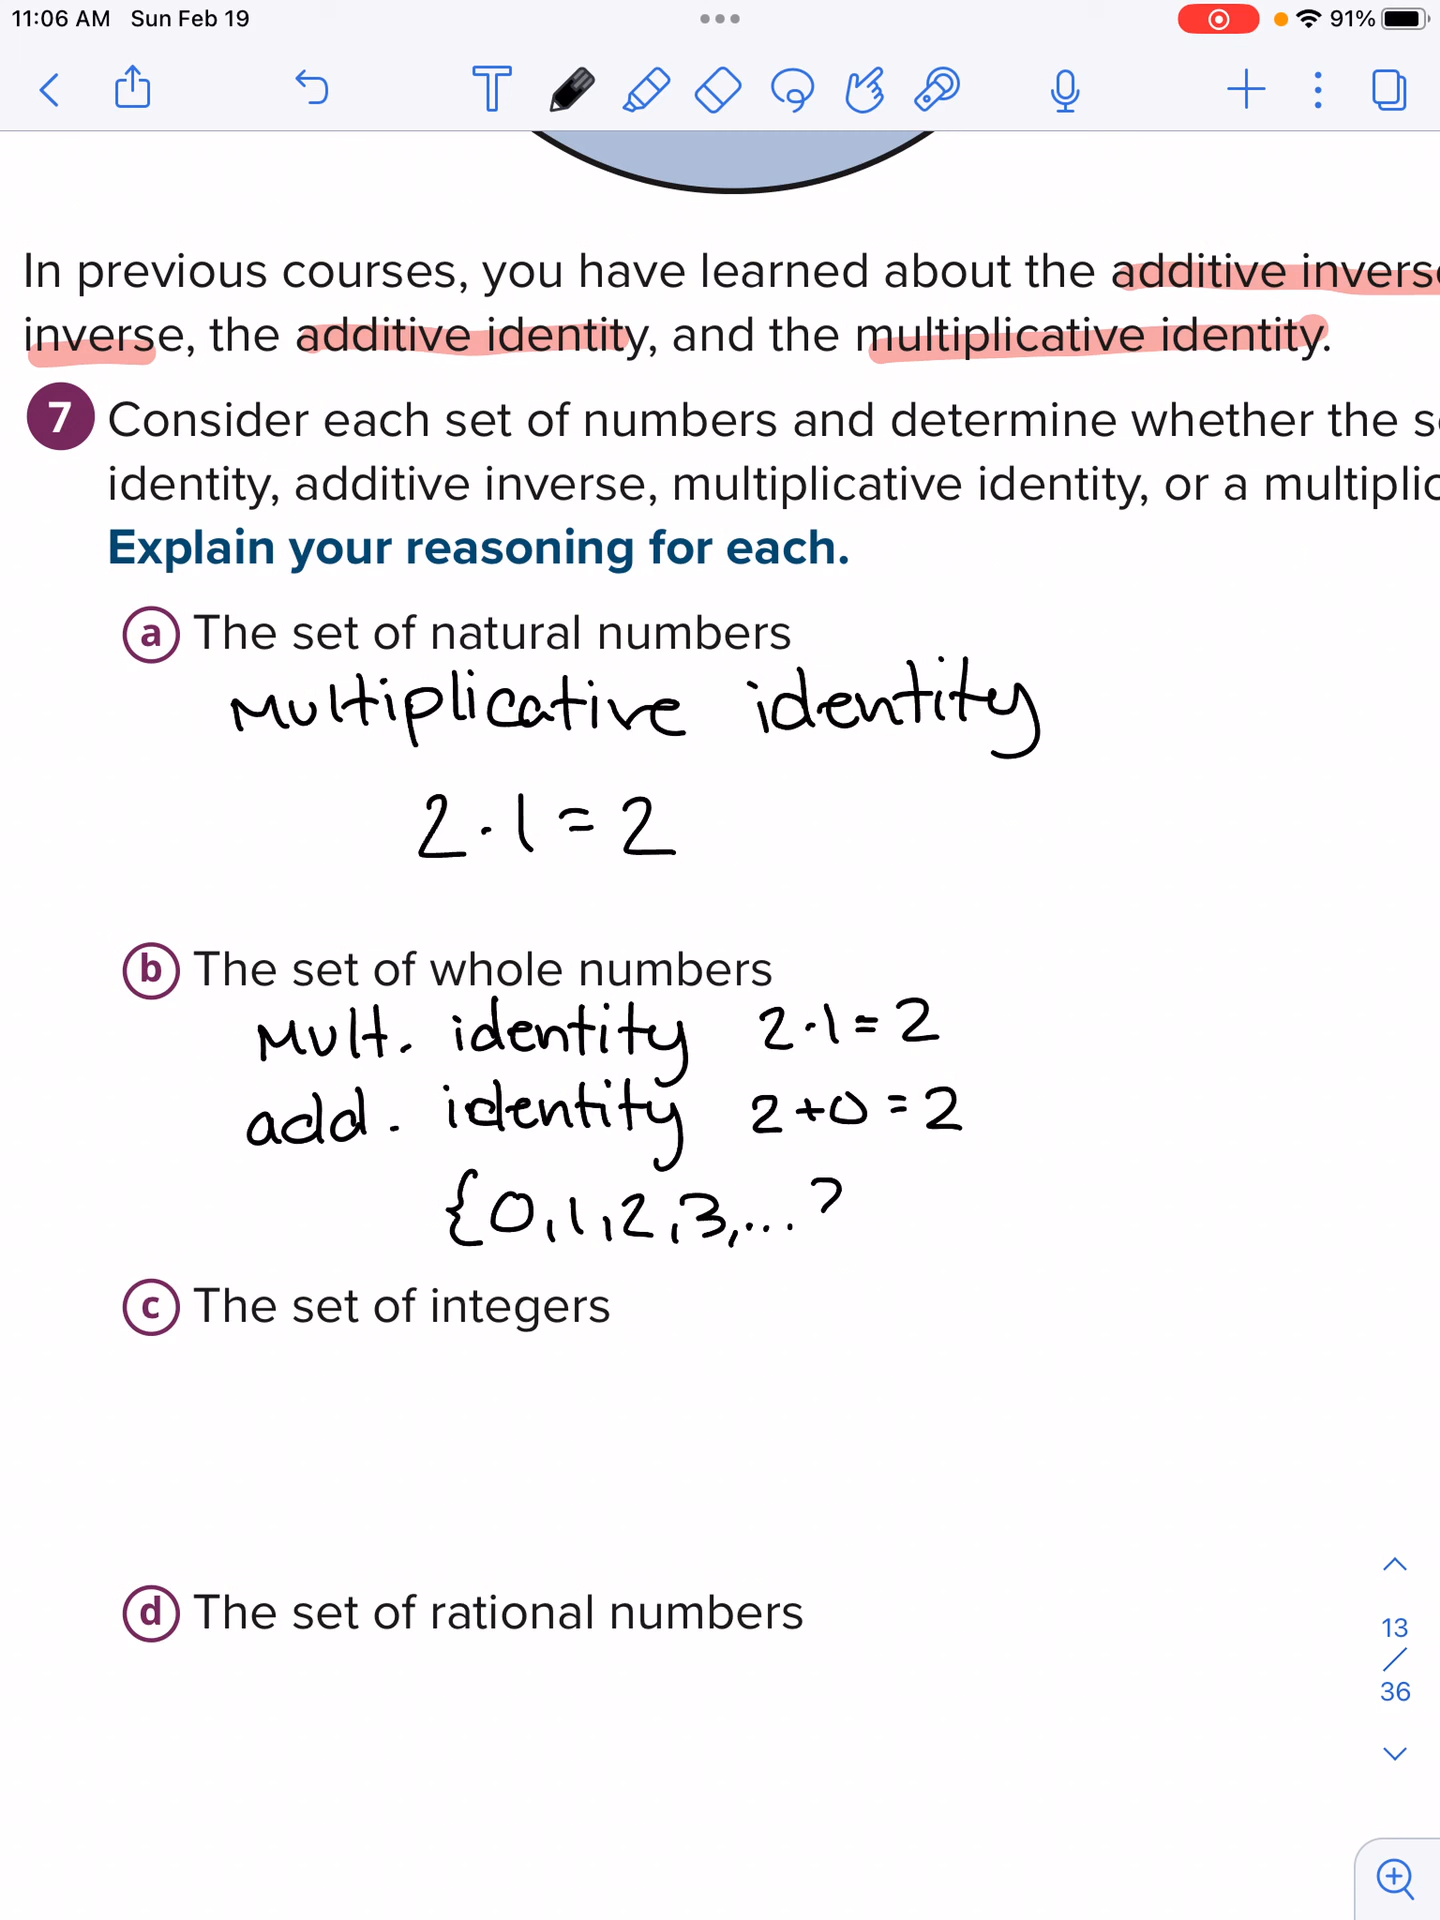 11:06 AM Sun Feb 19 91%
In previous courses, you have learned about the additive inverse
inverse, the additive identity, and the multiplicative identity.
7 Consider each set of numbers and determine whether the s
identity, additive inverse, multiplicative identity, or a multiplic
Explain your reasoning for each.
a The set of natural numbers
Multiplicative identity
2 · 1 = 2
b The set of whole numbers
Mult. identity 2·1 = 2
add. identity 2+0 = 2
{0,1,2,3,...
c The set of integers
d The set of rational numbers
13
/
36